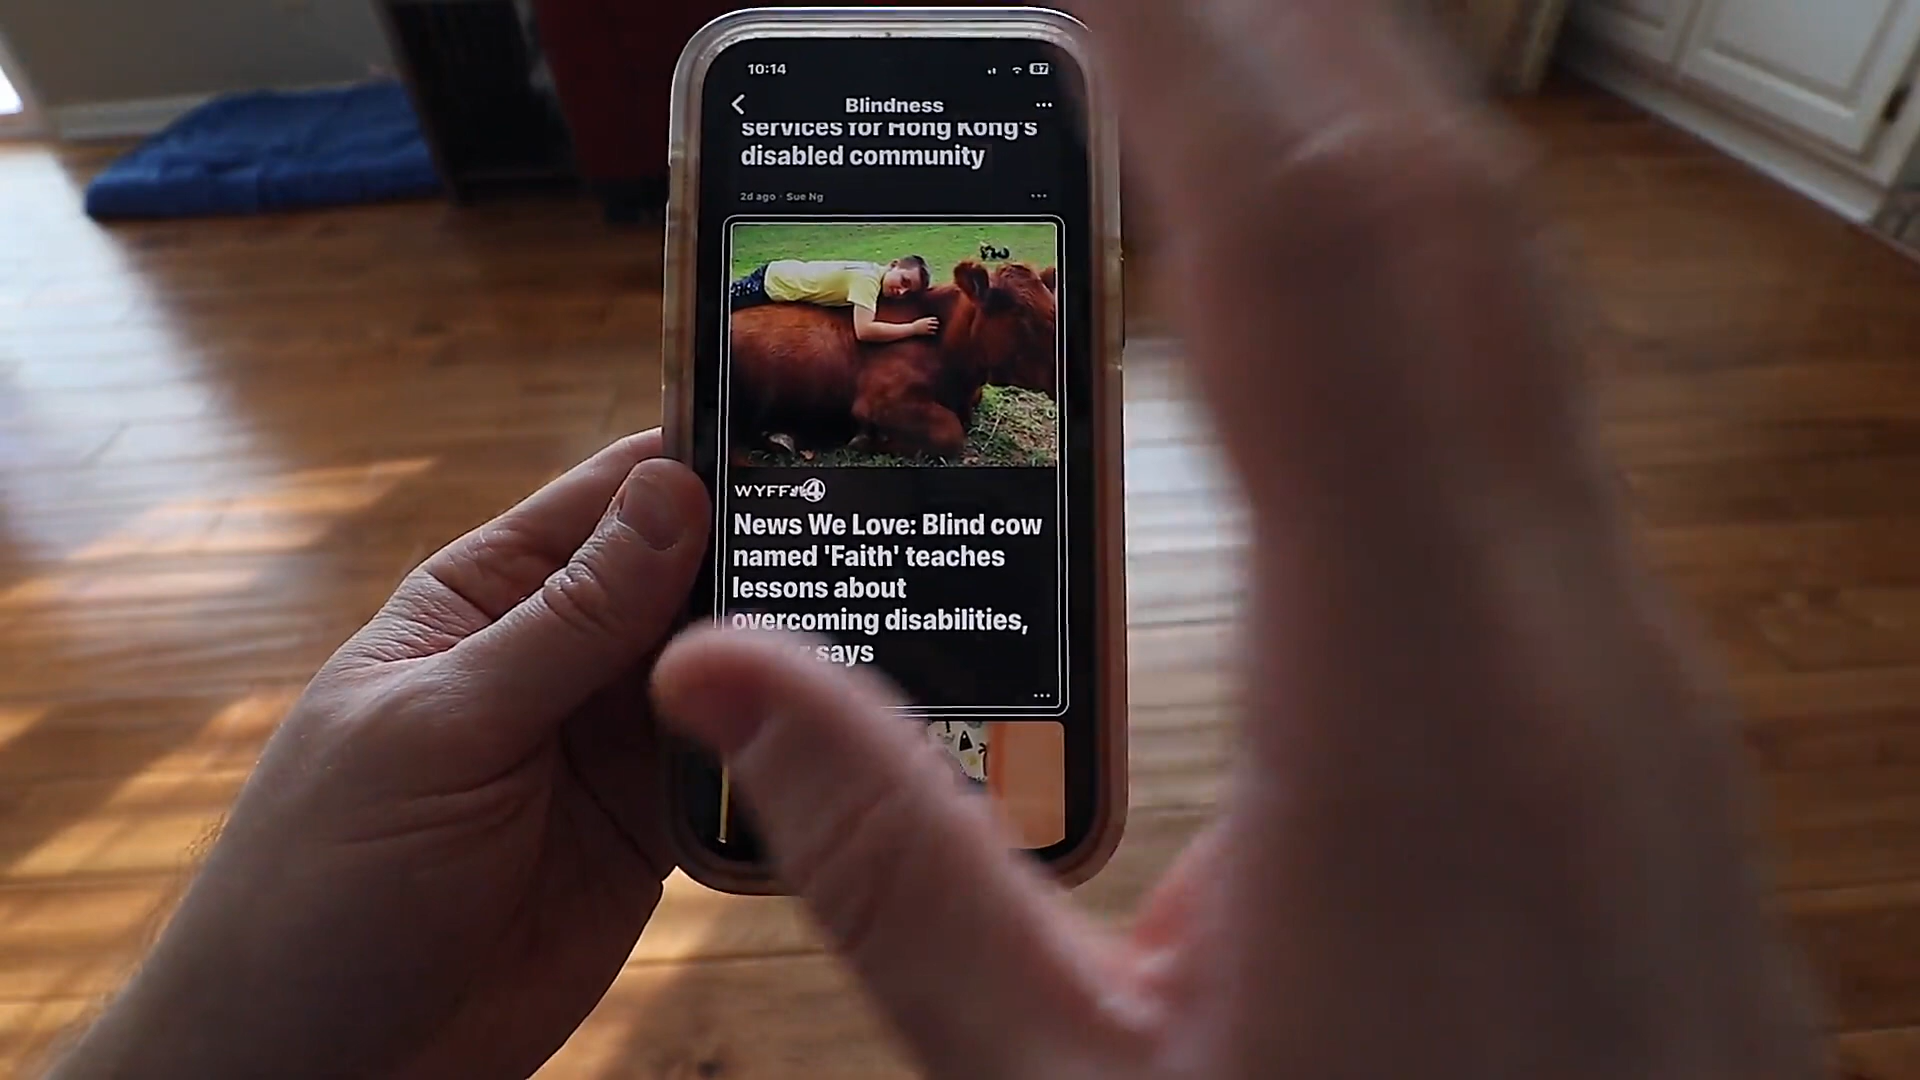 10:14
87
Blindness
services for Hong Kong's
disabled community
2d ago · Sue Ng
WYFF 4
News We Love: Blind cow
named 'Faith' teaches
lessons about
overcoming disabilities,
says